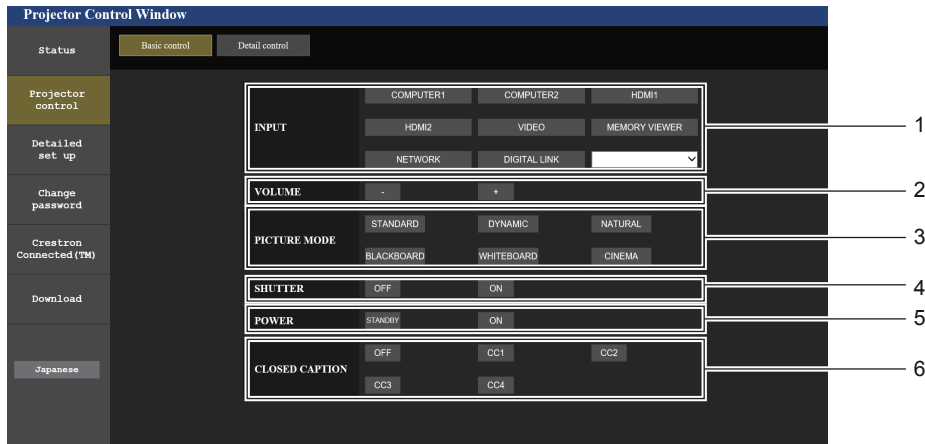 Projector Control Window
Status
Basic control
Detail control
Projector
control
Detailed
set up
Change
password
Crestron
Connected(TM)
Download
Japanese
INPUT
COMPUTER1
COMPUTER2
HDMI1
HDMI2
VIDEO
MEMORY VIEWER
NETWORK
DIGITAL LINK
1
VOLUME
-
+
2
PICTURE MODE
STANDARD
DYNAMIC
NATURAL
BLACKBOARD
WHITEBOARD
CINEMA
3
SHUTTER
OFF
ON
4
POWER
STANDBY
ON
5
CLOSED CAPTION
OFF
CC1
CC2
CC3
CC4
6